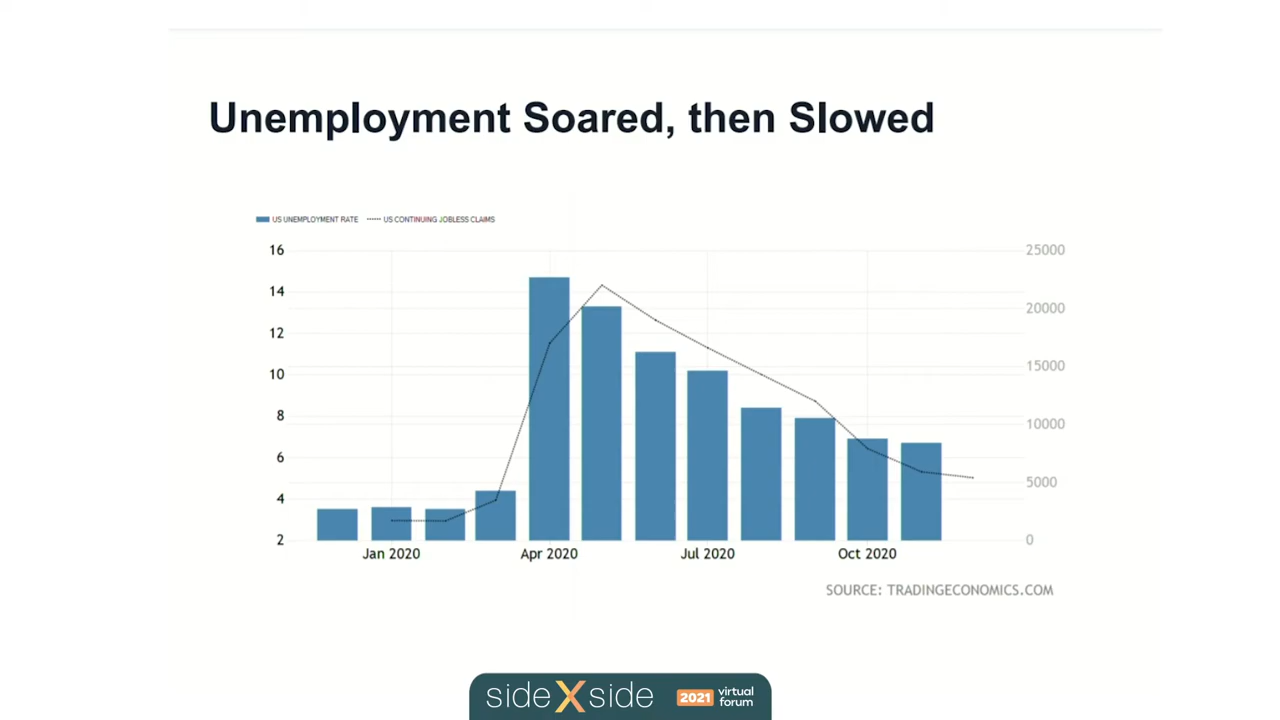 Unemployment Soared, then Slowed
US UNEMPLOYMENT RATE US CONTINUING JOBLESS CLAIMS
16 25000
14 20000
12 15000
10 10000
8 5000
6 0
4
2
Jan 2020 Apr 2020 Jul 2020 Oct 2020
SOURCE: TRADINGECONOMICS.COM
sideXside 2021 virtual
forum